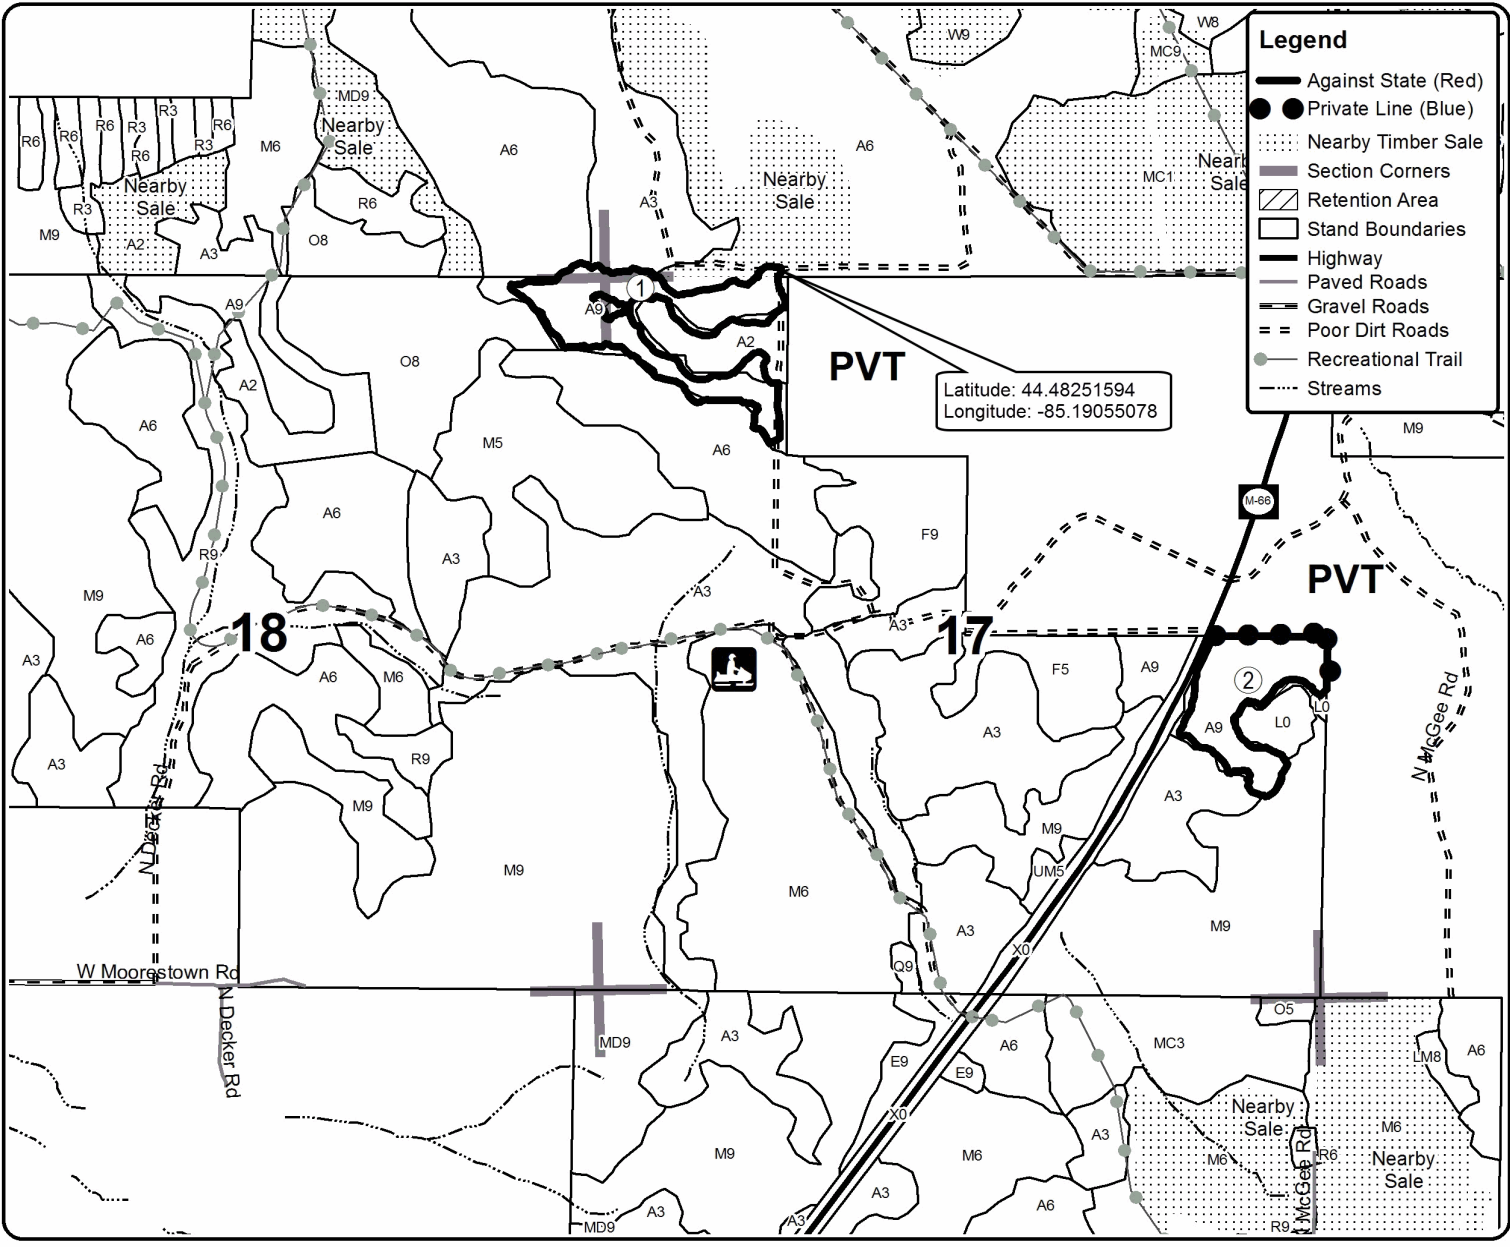 Legend
Against State (Red)
Private Line (Blue)
Nearby Timber Sale
Section Corners
Retention Area
Stand Boundaries
Highway
Paved Roads
Gravel Roads
Poor Dirt Roads
Recreational Trail
Streams
W9
W8
MC9
MD9
Nearby
Sale
R6
R6
R6
R3
R3
R6
R3
R6
M6
A6
A6
Nearby
Sale
MC1
Nearby
Sale
Nearby
Sale
R3
R6
A3
M9
A2
A3
O8
1
A9
A9
A2
O8
PVT
Latitude: 44.48251594
Longitude: -85.19055078
A2
A6
M5
A6
M9
M-66
A6
F9
R9
A3
PVT
M9
A3
18
A3
17
A6
A3
A6
M6
F5
A9
2
L0
L0
A9
N McGee Rd
A3
A3
R9
A3
M9
M9
N Decker Rd
UM5
M9
M6
M9
A3
X0
Q9
W Moorestown Rd
N Decker Rd
O5
MD9
A3
A6
MC3
LM8
A6
E9
E9
X0
Nearby
Sale
A3
M6
M9
M6
M6
R6
Nearby
Sale
N McGee Rd
A3
A6
A3
A3
MD9
R9